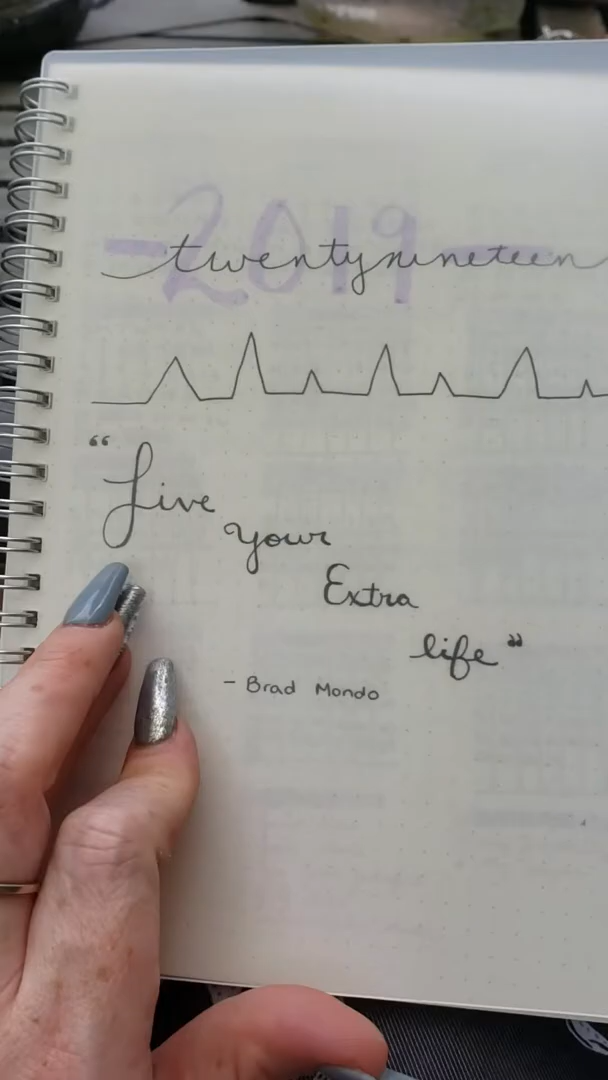 2019
twentynineteen
"Live
your
Extra
life"
- Brad Mondo